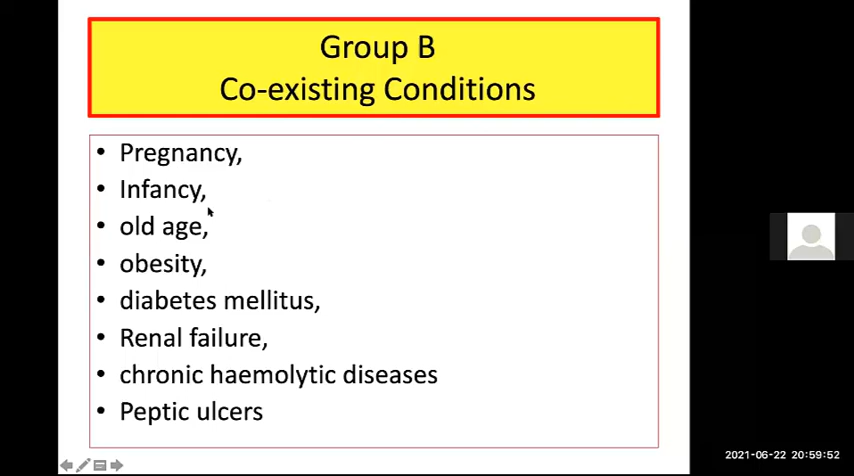 Group B
Co-existing Conditions
• Pregnancy,
• Infancy,
• old age,
• obesity,
• diabetes mellitus,
• Renal failure,
• chronic haemolytic diseases
• Peptic ulcers
2021-06-22 20:59:52